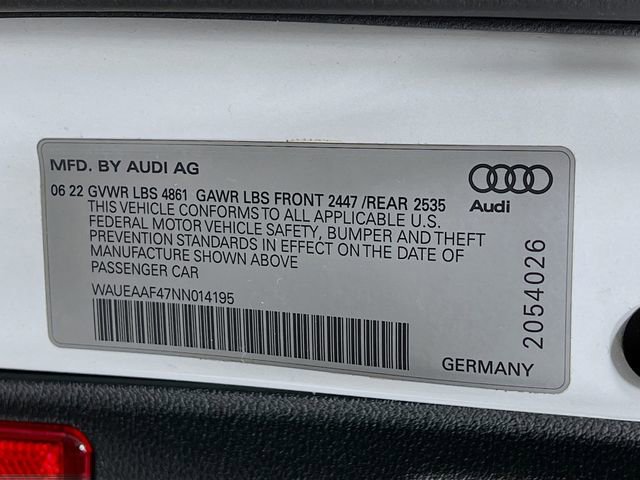 MFD. BY AUDI AG
06 22 GVWR LBS 4861 GAWR LBS FRONT 2447 /REAR 2535
THIS VEHICLE CONFORMS TO ALL APPLICABLE U.S.
FEDERAL MOTOR VEHICLE SAFETY, BUMPER AND THEFT
PREVENTION STANDARDS IN EFFECT ON THE DATE OF
MANUFACTURE SHOWN ABOVE
PASSENGER CAR
WAUEAAF47NN014195
Audi
2054026
GERMANY